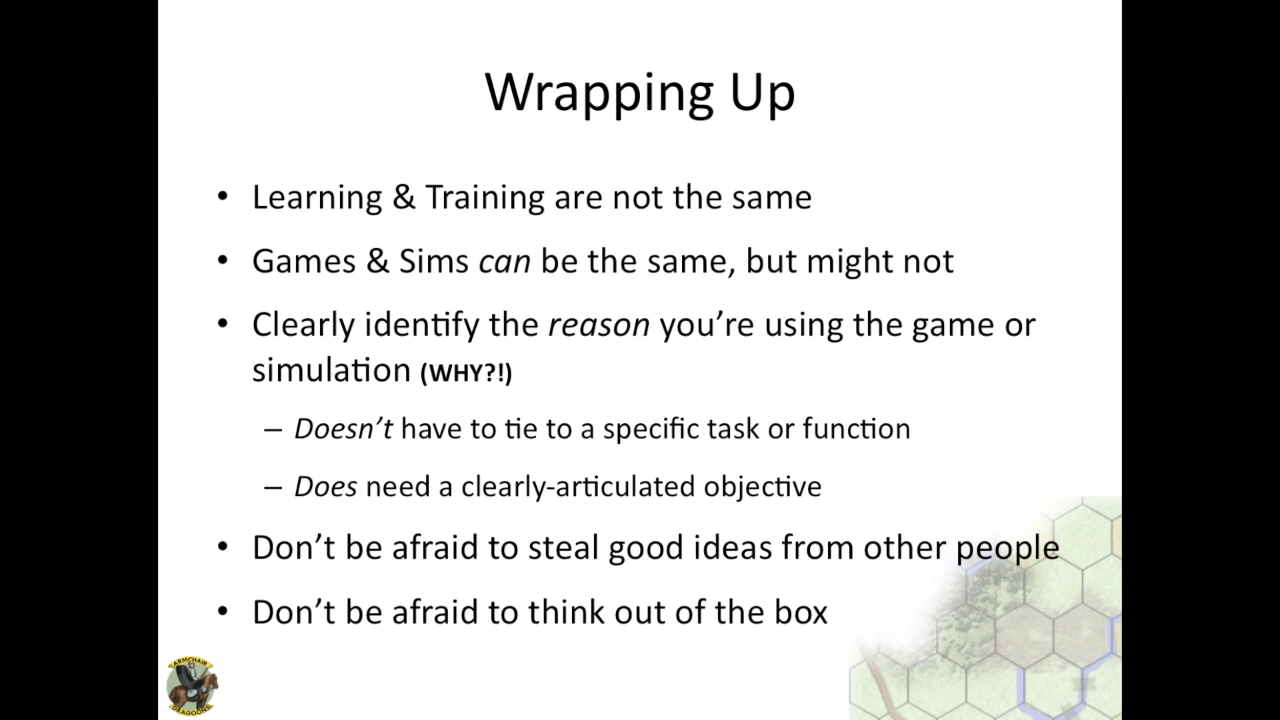 Wrapping Up
• Learning & Training are not the same
• Games & Sims can be the same, but might not
• Clearly identify the reason you’re using the game or
simulation (WHY?!)
– Doesn’t have to tie to a specific task or function
– Does need a clearly-articulated objective
• Don’t be afraid to steal good ideas from other people
• Don’t be afraid to think out of the box
ARMCHAIR
DRAGOONS